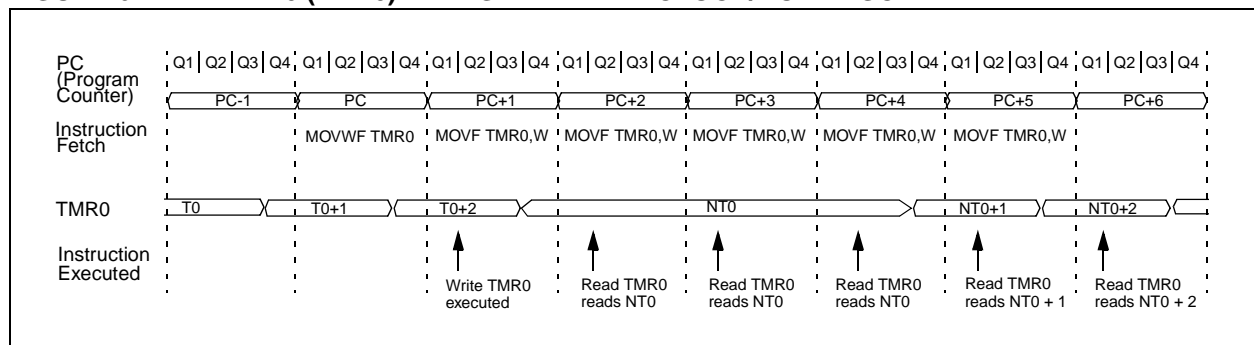 PC
(Program
Counter)
Q1 Q2 Q3 Q4 Q1 Q2 Q3 Q4 Q1 Q2 Q3 Q4 Q1 Q2 Q3 Q4 Q1 Q2 Q3 Q4 Q1 Q2 Q3 Q4 Q1 Q2 Q3 Q4 Q1 Q2 Q3 Q4
PC-1 PC PC+1 PC+2 PC+3 PC+4 PC+5 PC+6
Instruction
Fetch
MOVWF TMR0 MOVF TMR0,W MOVF TMR0,W MOVF TMR0,W MOVF TMR0,W MOVF TMR0,W
TMR0
T0 T0+1 T0+2 NT0 NT0+1 NT0+2
Instruction
Executed
Write TMR0
executed
Read TMR0
reads NT0
Read TMR0
reads NT0
Read TMR0
reads NT0
Read TMR0
reads NT0 + 1
Read TMR0
reads NT0 + 2